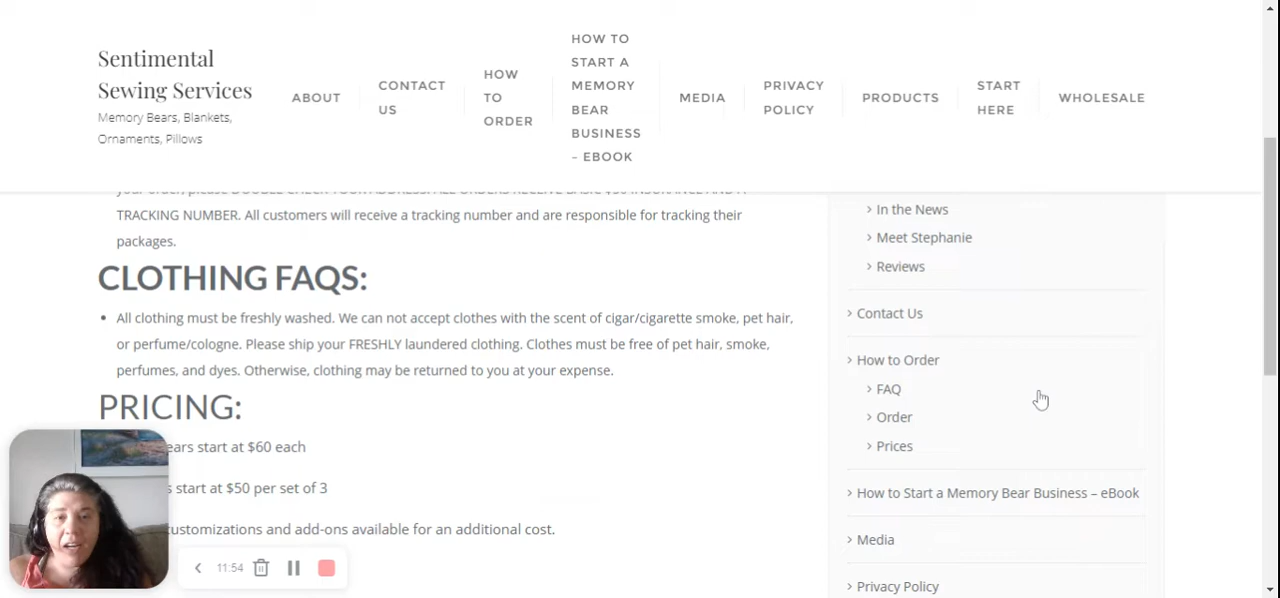 Sentimental
Sewing Services
Memory Bears, Blankets,
Ornaments, Pillows
ABOUT
CONTACT
US
HOW
TO
ORDER
HOW TO
START A
MEMORY
BEAR
BUSINESS
– EBOOK
MEDIA
PRIVACY
POLICY
PRODUCTS
START
HERE
WHOLESALE
TRACKING NUMBER. All customers will receive a tracking number and are responsible for tracking their
packages.
CLOTHING FAQS:
• All clothing must be freshly washed. We can not accept clothes with the scent of cigar/cigarette smoke, pet hair,
or perfume/cologne. Please ship your FRESHLY laundered clothing. Clothes must be free of pet hair, smoke,
perfumes, and dyes. Otherwise, clothing may be returned to you at your expense.
PRICING:
ears start at $60 each
s start at $50 per set of 3
customizations and add-ons available for an additional cost.
11:54
> In the News
> Meet Stephanie
> Reviews
> Contact Us
> How to Order
> FAQ
> Order
> Prices
> How to Start a Memory Bear Business – eBook
> Media
> Privacy Policy